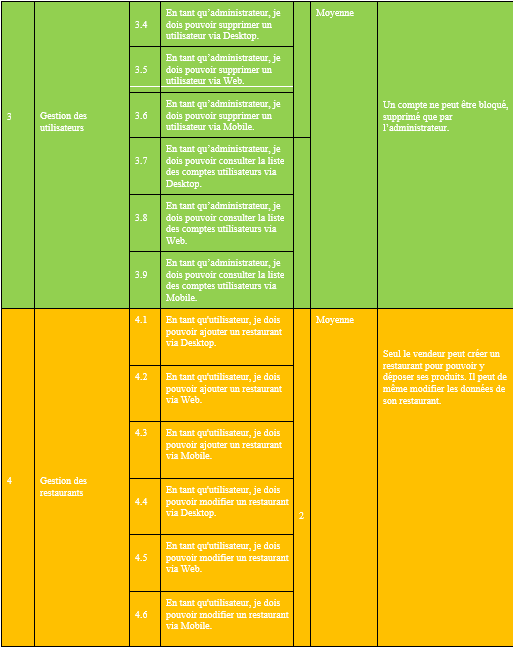 3
Gestion des
utilisateurs
3.4
En tant qu’administrateur, je
dois pouvoir supprimer un
utilisateur via Desktop.
3.5
En tant qu’administrateur, je
dois pouvoir supprimer un
utilisateur via Web.
3.6
En tant qu’administrateur, je
dois pouvoir supprimer un
utilisateur via Mobile.
3.7
En tant qu’administrateur, je
dois pouvoir consulter la liste
des comptes utilisateurs via
Desktop.
3.8
En tant qu’administrateur, je
dois pouvoir consulter la liste
des comptes utilisateurs via
Web.
3.9
En tant qu’administrateur, je
dois pouvoir consulter la liste
des comptes utilisateurs via
Mobile.
Moyenne
Un compte ne peut être bloqué,
supprimé que par
l’administrateur.
4
Gestion des
restaurants
4.1
En tant qu'utilisateur, je dois
pouvoir ajouter un restaurant
via Desktop.
4.2
En tant qu'utilisateur, je dois
pouvoir ajouter un restaurant
via Web.
4.3
En tant qu'utilisateur, je dois
pouvoir ajouter un restaurant
via Mobile.
4.4
En tant qu'utilisateur, je dois
pouvoir modifier un restaurant
via Desktop.
4.5
En tant qu'utilisateur, je dois
pouvoir modifier un restaurant
via Web.
4.6
En tant qu'utilisateur, je dois
pouvoir modifier un restaurant
via Mobile.
2
Moyenne
Seul le vendeur peut créer un
restaurant pour pouvoir y
déposer ses produits. Il peut de
même modifier les données de
son restaurant.